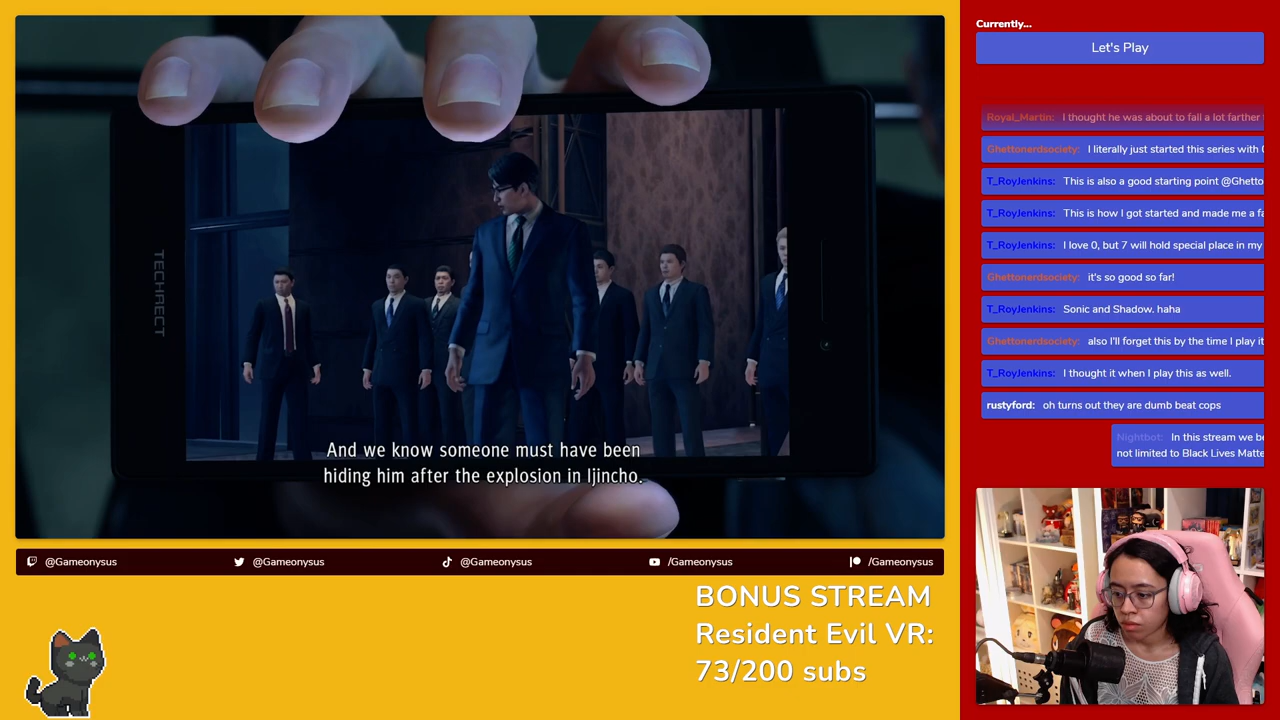 Currently...
Let's Play
Royal_Martin: I thought he was about to fall a lot farther
Ghettonerdsociety: I literally just started this series with
T_RoyJenkins: This is also a good starting point @Ghetto
T_RoyJenkins: This is how I got started and made me a fa
T_RoyJenkins: I love 0, but 7 will hold special place in my
Ghettonerdsociety: it's so good so far!
T_RoyJenkins: Sonic and Shadow. haha
Ghettonerdsociety: also I'll forget this by the time I play it
T_RoyJenkins: I thought it when I play this as well.
rustyford: oh turns out they are dumb beat cops
Nightbot: In this stream we be
not limited to Black Lives Matte
TECHRECT
And we know someone must have been
hiding him after the explosion in Ijincho.
@Gameonysus @Gameonysus @Gameonysus /Gameonysus /Gameonysus
BONUS STREAM
Resident Evil VR:
73/200 subs